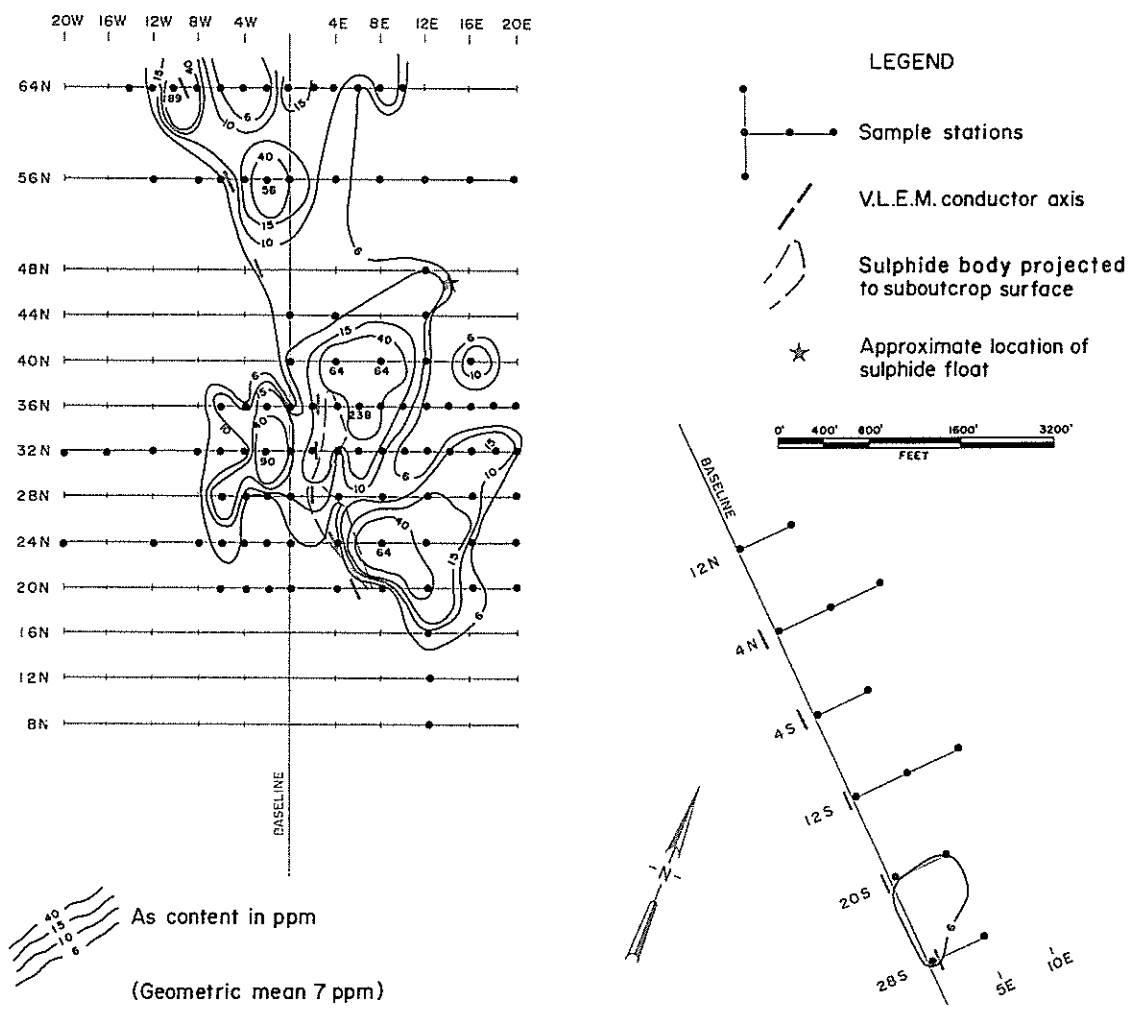 20W 16W 12W 8W 4W 4E 8E 12E 16E 20E
64N
15
40
89
6
10
15
6
10
56N
40
56
15
10
6
48N
44N
15
40
6
40N
64
64
10
6
15
36N
10
238
40
15
32N
90
6
10
10
28N
40
24N
64
15
20N
6
16N
12N
8N
BASELINE
40
15
10
6
As content in ppm
(Geometric mean 7 ppm)
LEGEND
Sample stations
V.L.E.M. conductor axis
Sulphide body projected
to suboutcrop surface
Approximate location of
sulphide float
0' 400' 800' 1600' 3200'
FEET
BASELINE
12N
4N
4S
12S
20S
6
28S
5E
10E
N